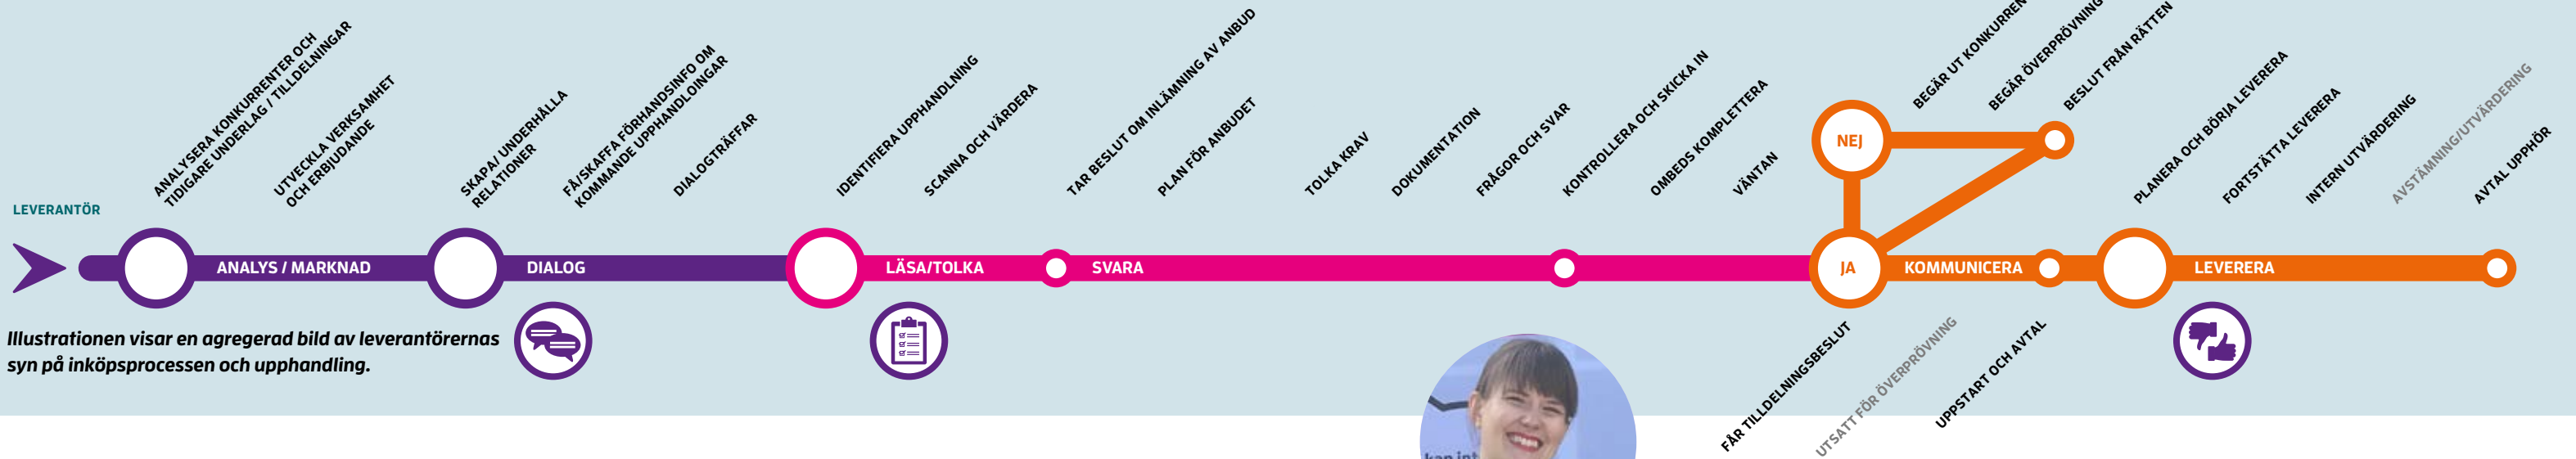 ANALYSERA KONKURRENTER OCH
TIDIGARE UNDERLAG / TILLDELNINGAR
UTVECKLA VERKSAMHET
OCH ERBJUDANDE
SKAPA/ UNDERHÅLLA
RELATIONER
FÅ/SKAFFA FÖRHANDSINFO OM
KOMMANDE UPPHANDLOINGAR
DIALOGTRÄFFAR
IDENTIFIERA UPPHANDLNING
SCANNA OCH VÄRDERA
TAR BESLUT OM INLÄMNING AV ANBUD
PLAN FÖR ANBUDET
TOLKA KRAV
DOKUMENTATION
FRÅGOR OCH SVAR
KONTROLLERA OCH SKICKA IN
OMBEDS KOMPLETTERA
VÄNTAN
BEGÄR UT
BEGÄR ÖVERPRÖVNING
BESLUT FRÅN RÄTTEN
PLANERA OCH BÖRJA LEVERERA
FORTSTÄTTA LEVERERA
INTERN UTVÄRDERING
AVSTÄMNING/UTVÄRDERING
AVTAL UPPHÖR
LEVERANTÖR
NEJ
ANALYS / MARKNAD
DIALOG
LÄSA/TOLKA
SVARA
JA
KOMMUNICERA
LEVERERA
Illustrationen visar en agregerad bild av leverantörernas
syn på inköpsprocessen och upphandling.
FÅR TILLDELNINGSBESLUT
UTSATT FÖR ÖVERPRÖVNING
UPPSTART OCH AVTAL